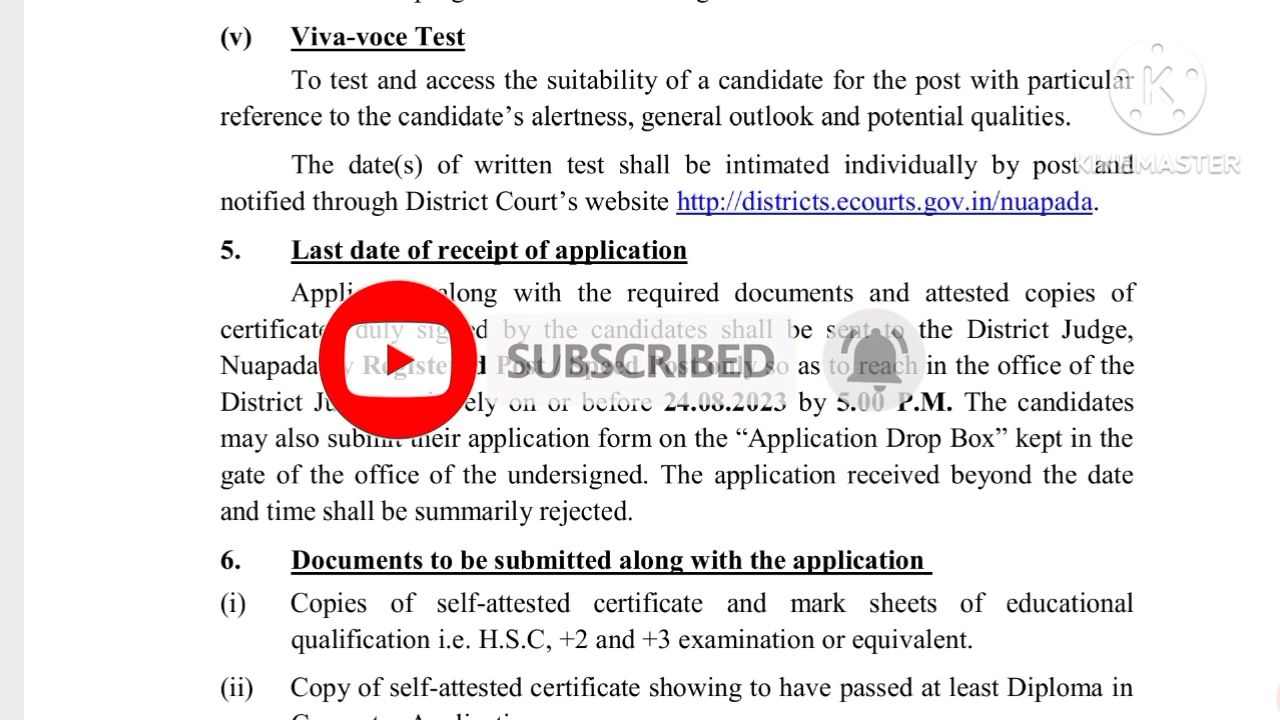 (v) Viva-voce Test
To test and access the suitability of a candidate for the post with particular
reference to the candidate's alertness, general outlook and potential qualities.
The date(s) of written test shall be intimated individually by post and
notified through District Court's website http://districts.ecourts.gov.in/nuapada.
KINEMASTER
5. Last date of receipt of application
along with the required documents and attested copies of
duly signed by the candidates shall be sent to the District Judge,
Nuapada Registered Post / Speed Post only so as to reach in the office of the
SUBSCRIBED
District on or before 24.08.2023 by 5.00 P.M. The candidates
may also submit their application form on the “Application Drop Box” kept in the
gate of the office of the undersigned. The application received beyond the date
and time shall be summarily rejected.
6. Documents to be submitted along with the application
(i) Copies of self-attested certificate and mark sheets of educational
qualification i.e. H.S.C, +2 and +3 examination or equivalent.
(ii) Copy of self-attested certificate showing to have passed at least Diploma in